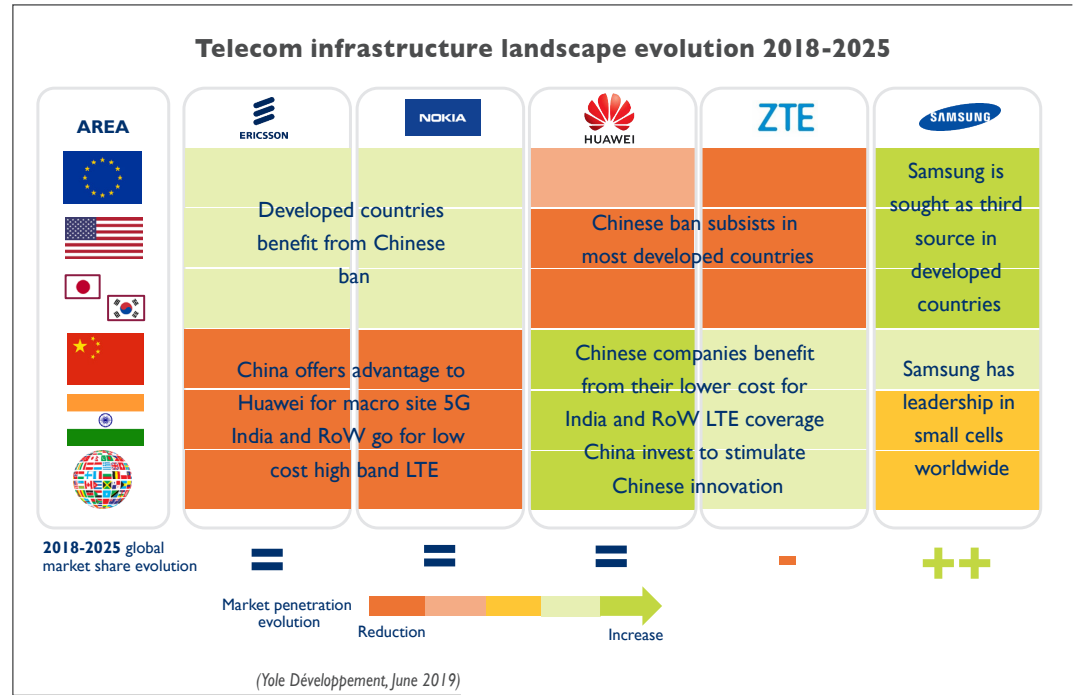 Telecom infrastructure landscape evolution 2018-2025
AREA
ERICSSON
NOKIA
HUAWEI
ZTE
SAMSUNG
Developed countries
benefit from Chinese
ban
Chinese ban subsists in
most developed countries
Samsung is
sought as third
source in
developed
countries
China offers advantage to
Huawei for macro site 5G
India and RoW go for low
cost high band LTE
Chinese companies benefit
from their lower cost for
India and RoW LTE coverage
China invest to stimulate
Chinese innovation
Samsung has
leadership in
small cells
worldwide
2018-2025 global
market share evolution
=
=
=
-
++
Market penetration
evolution
Reduction
Increase
(Yole Développement, June 2019)